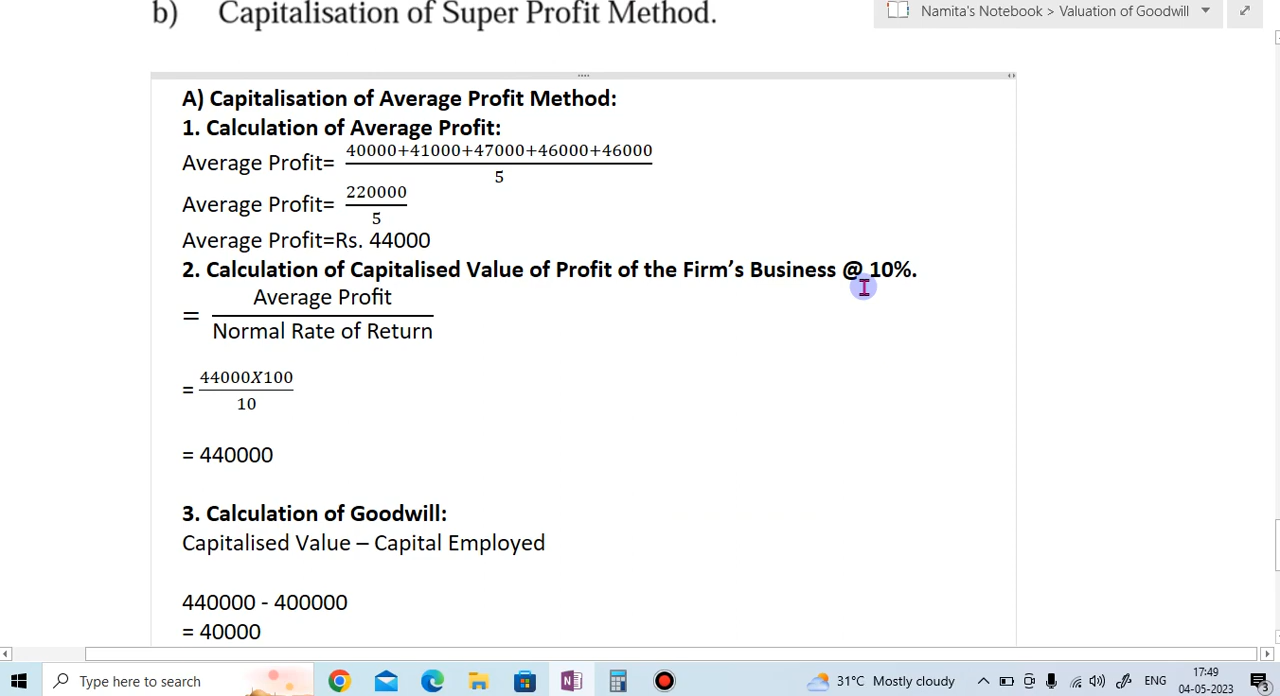 b) Capitalisation of Super Profit Method.
Namita's Notebook > Valuation of Goodwill
A) Capitalisation of Average Profit Method:
1. Calculation of Average Profit:
Average Profit= 40000+41000+47000+46000+46000
5
Average Profit= 220000
5
Average Profit=Rs. 44000
2. Calculation of Capitalised Value of Profit of the Firm’s Business @ 10%.
= Average Profit
Normal Rate of Return
= 44000X100
10
= 440000
3. Calculation of Goodwill:
Capitalised Value – Capital Employed
440000 - 400000
= 40000
Type here to search
31°C Mostly cloudy
ENG
17:49
04-05-2023
3